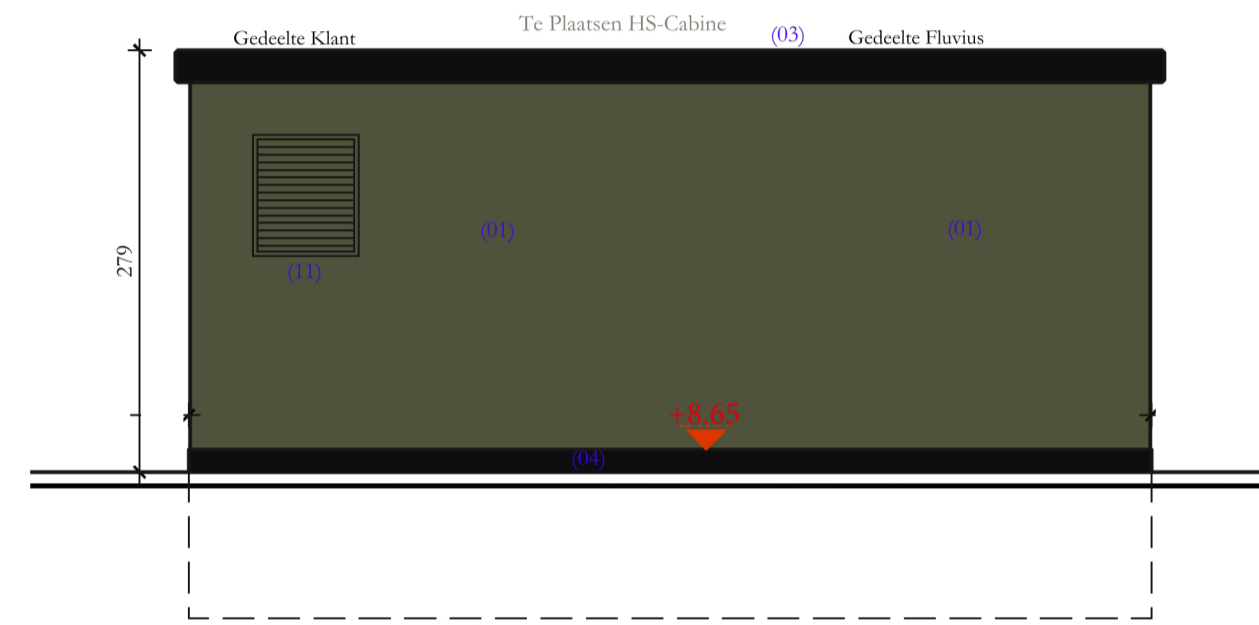 Te Plaatsen HS-Cabine
Gedeelte Klant
(03)
Gedeelte Fluvius
279
(01)
(01)
(11)
+8.65
(04)